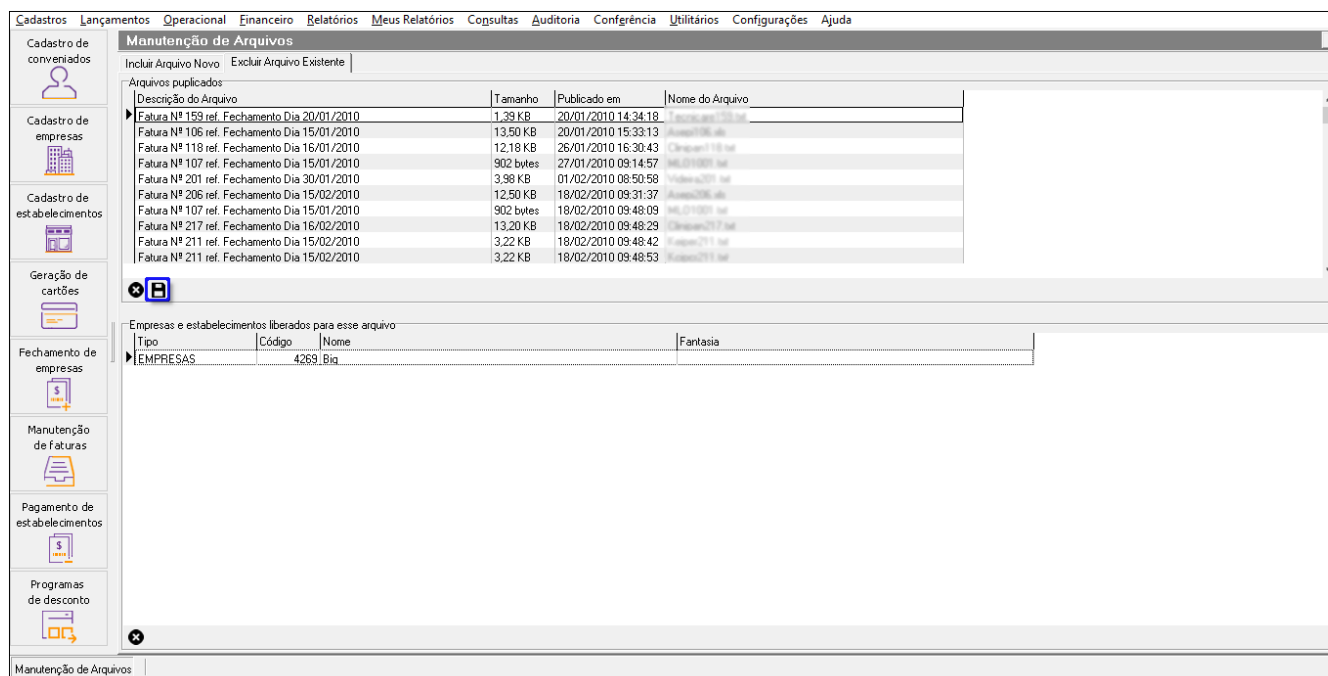 Cadastros Lançamentos Operacional Financeiro Relatórios Meus Relatórios Consultas Auditoria Conferência Utilitários Configurações Ajuda
Cadastro de
conveniados
Cadastro de
empresas
Cadastro de
estabelecimentos
Geração de
cartões
Fechamento de
empresas
Manutenção
de faturas
Pagamento de
estabelecimentos
Programas
de desconto
Manutenção de Arquivos
Incluir Arquivo Novo Excluir Arquivo Existente
Arquivos puplicados
Descrição do Arquivo Tamanho Publicado em Nome do Arquivo
Fatura Nº 159 ref. Fechamento Dia 20/01/2010 1,39 KB 20/01/2010 14:34:18
Fatura Nº 106 ref. Fechamento Dia 15/01/2010 13,50 KB 20/01/2010 15:33:13
Fatura Nº 118 ref. Fechamento Dia 16/01/2010 12,18 KB 26/01/2010 16:30:43
Fatura Nº 107 ref. Fechamento Dia 15/01/2010 902 bytes 27/01/2010 09:14:57
Fatura Nº 201 ref. Fechamento Dia 30/01/2010 3,98 KB 01/02/2010 08:50:58
Fatura Nº 206 ref. Fechamento Dia 15/02/2010 12,50 KB 18/02/2010 09:31:37
Fatura Nº 107 ref. Fechamento Dia 15/01/2010 902 bytes 18/02/2010 09:48:09
Fatura Nº 217 ref. Fechamento Dia 16/02/2010 13,20 KB 18/02/2010 09:48:29
Fatura Nº 211 ref. Fechamento Dia 15/02/2010 3,22 KB 18/02/2010 09:48:42
Fatura Nº 211 ref. Fechamento Dia 15/02/2010 3,22 KB 18/02/2010 09:48:53
Empresas e estabelecimentos liberados para esse arquivo
Tipo Código Nome Fantasia
EMPRESAS 4269 Big
Manutenção de Arquivos